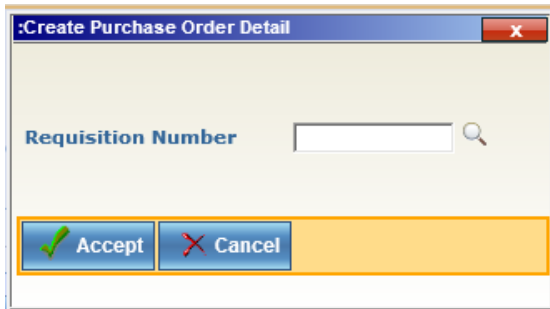 :Create Purchase Order Detail
x
Requisition Number
Accept Cancel